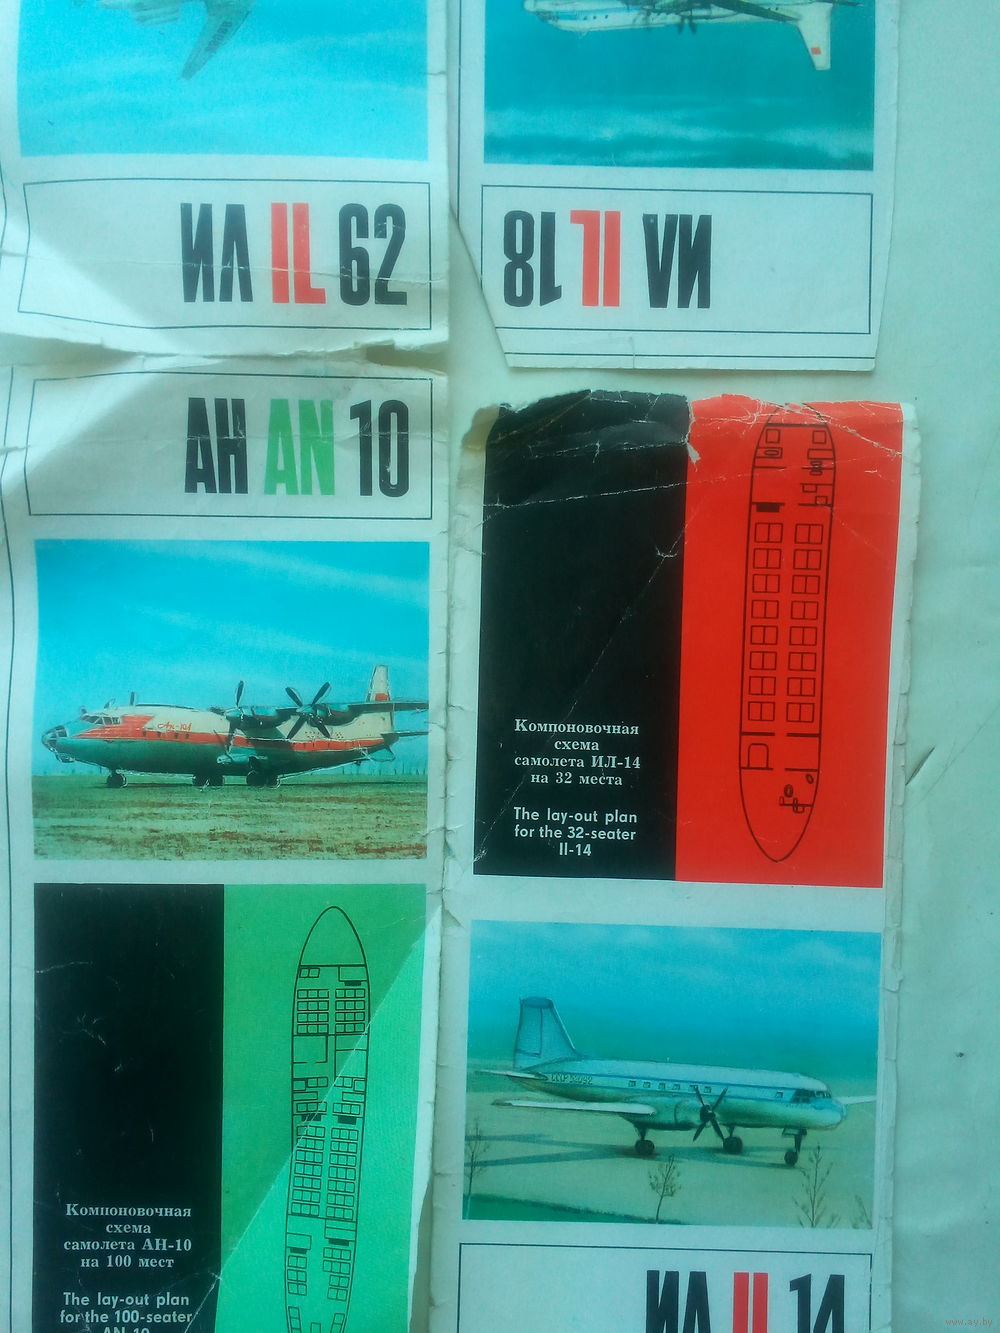 ИЛ IL 62
ИЛ IL 18
АН AN 10
Ан-10А
Компоновочная
схема
самолета АН-10
на 100 мест
The lay-out plan
for the 100-seater
AN-10
Компоновочная
схема
самолета ИЛ-14
на 32 места
The lay-out plan
for the 32-seater
Il-14
ИЛ IL 14
www.ay.by